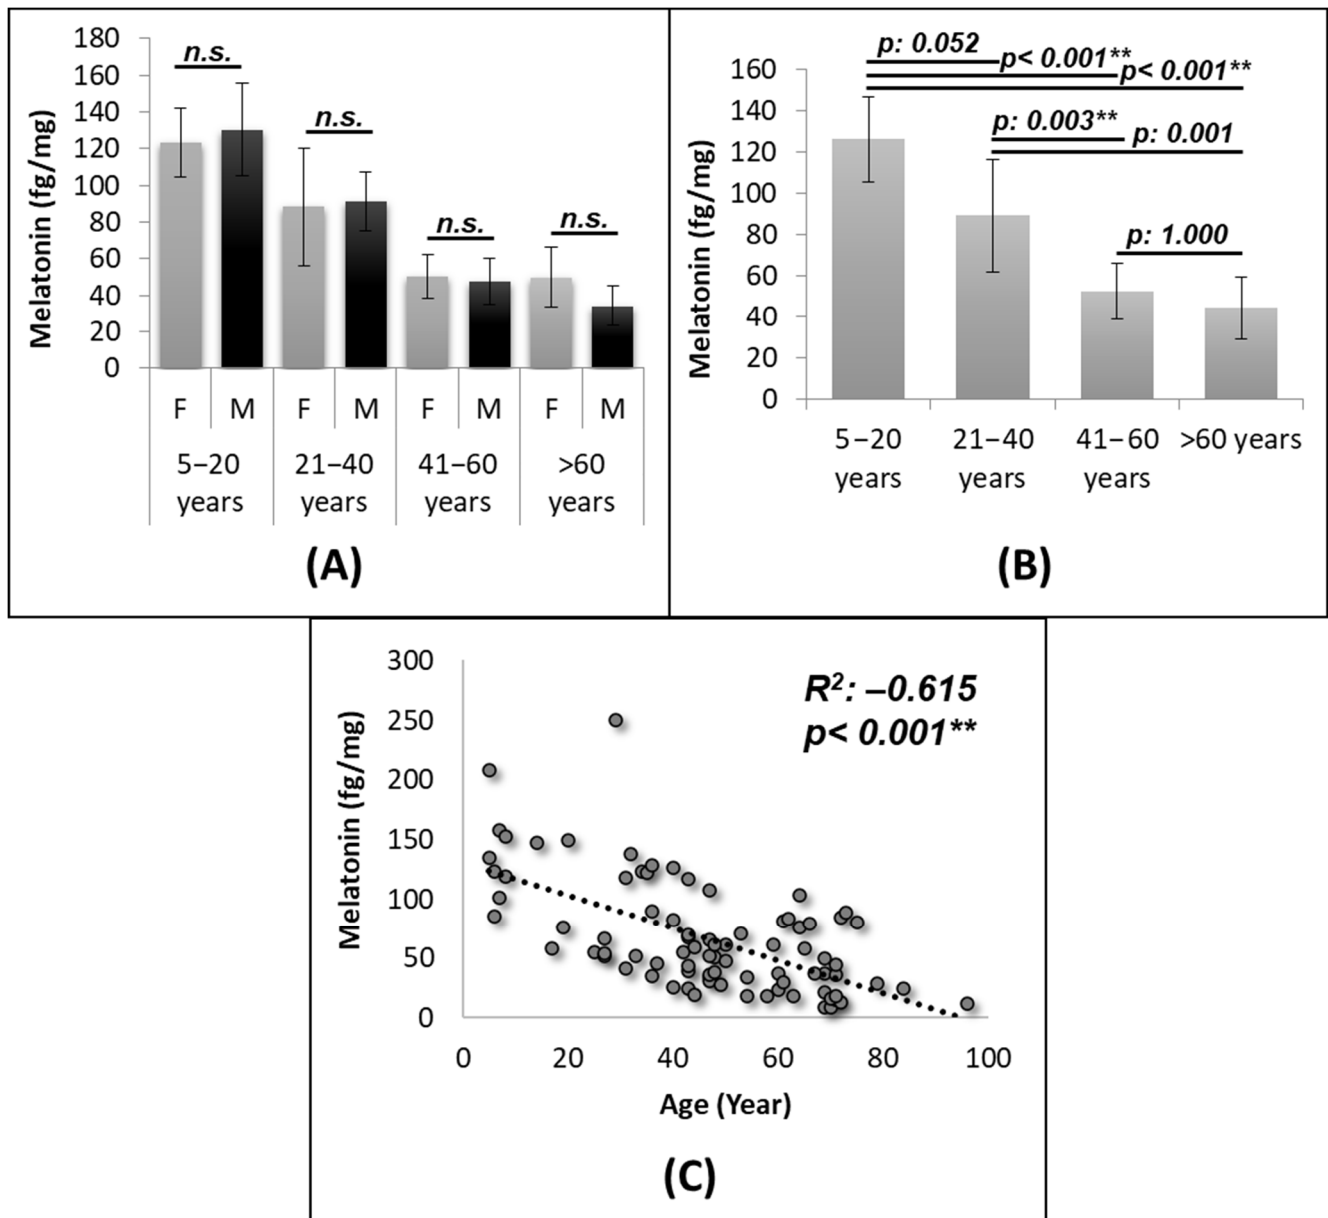 180
160
140
120
100
80
60
40
20
0
Melatonin (fg/mg)
n.s.
n.s.
n.s.
n.s.
F M F M F M F M
5–20 21–40 41–60 >60
years years years years
(A)
p: 0.052
p< 0.001**
p< 0.001**
p: 0.003**
p: 0.001
p: 1.000
160
140
120
100
80
60
40
20
0
Melatonin (fg/mg)
5–20 21–40 41–60 >60 years
years years years
(B)
300
250
200
150
100
50
0
Melatonin (fg/mg)
R²: –0.615
p< 0.001**
0 20 40 60 80 100
Age (Year)
(C)